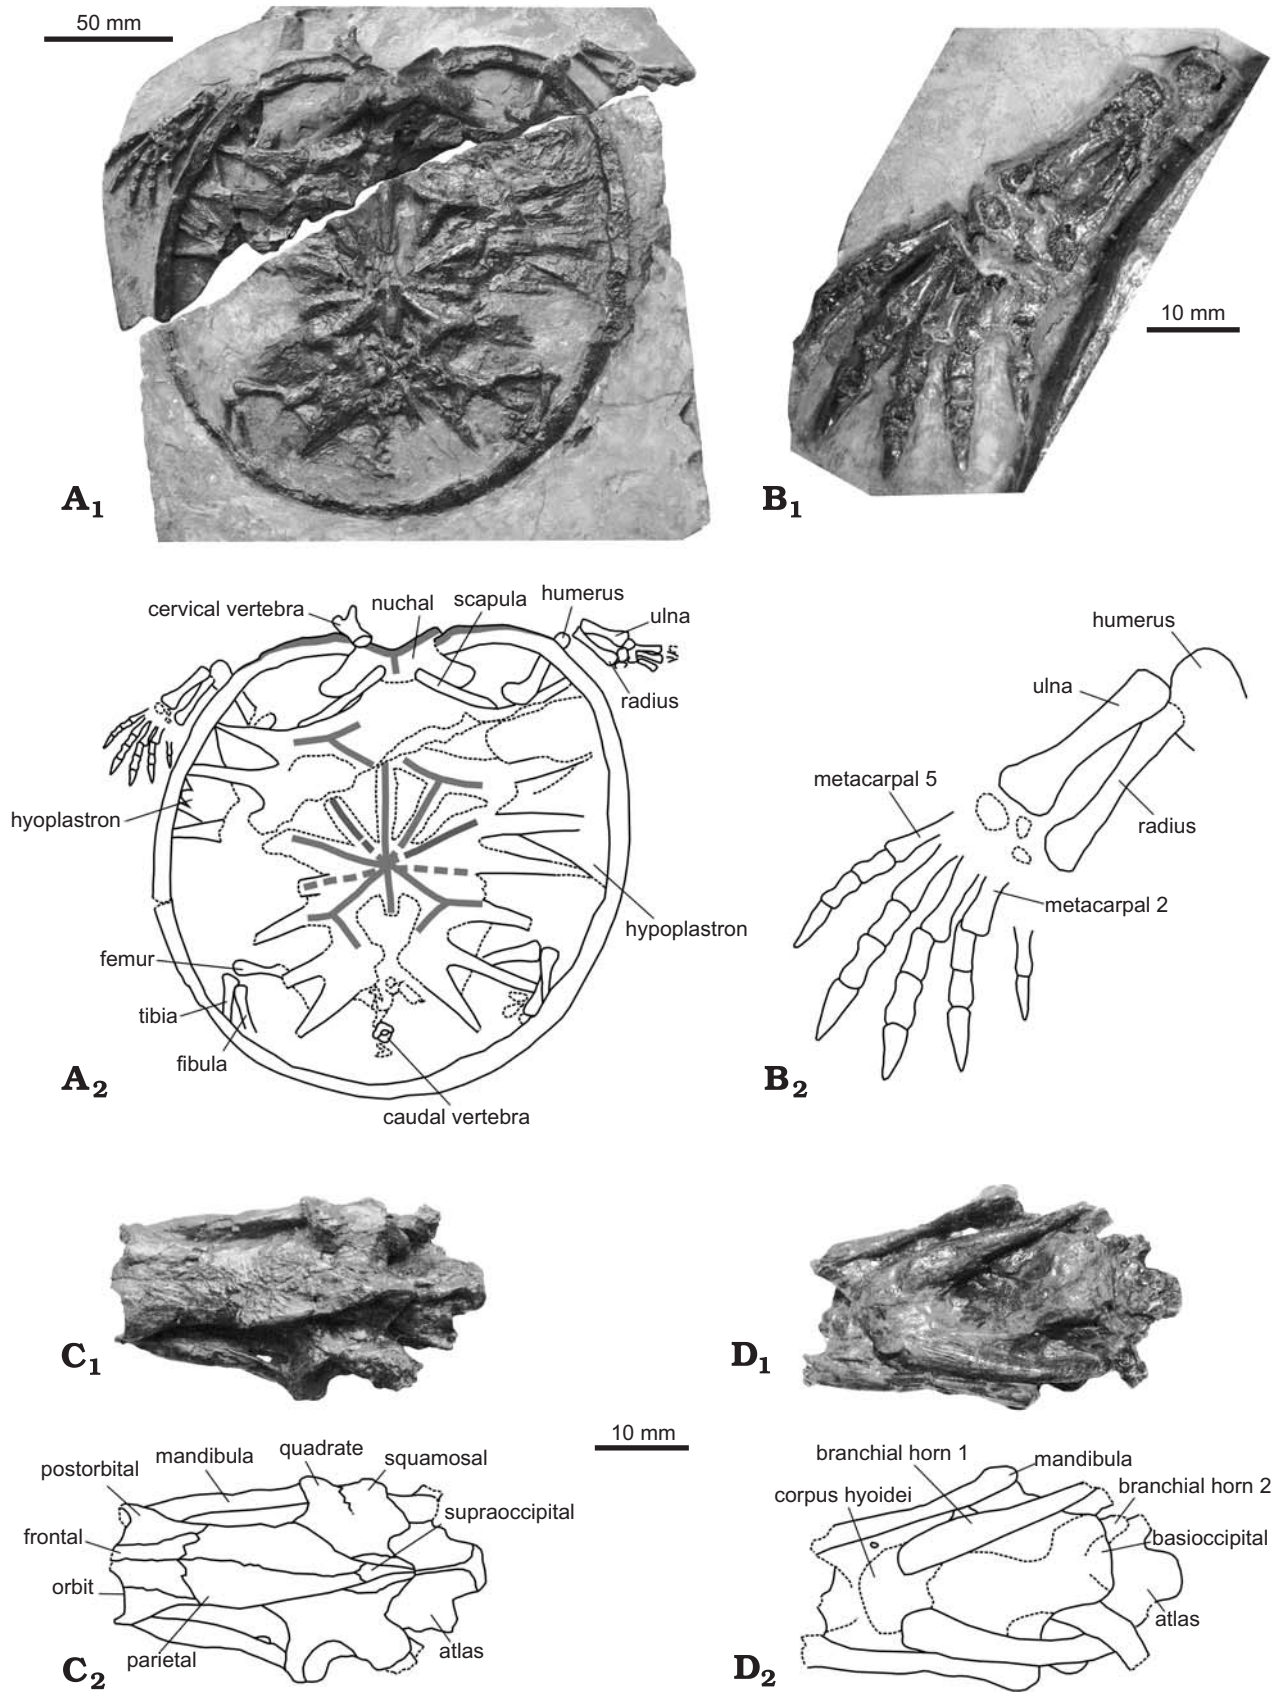 50 mm
A1
10 mm
B1
cervical vertebra
nuchal
scapula
humerus
ulna
radius
hyoplastron
hypoplastron
femur
tibia
fibula
caudal vertebra
A2
humerus
ulna
metacarpal 5
radius
metacarpal 2
B2
C1
D1
10 mm
postorbital
mandibula
quadrate
squamosal
supraoccipital
frontal
orbit
parietal
atlas
C2
branchial horn 1
mandibula
corpus hyoidei
branchial horn 2
basioccipital
atlas
D2